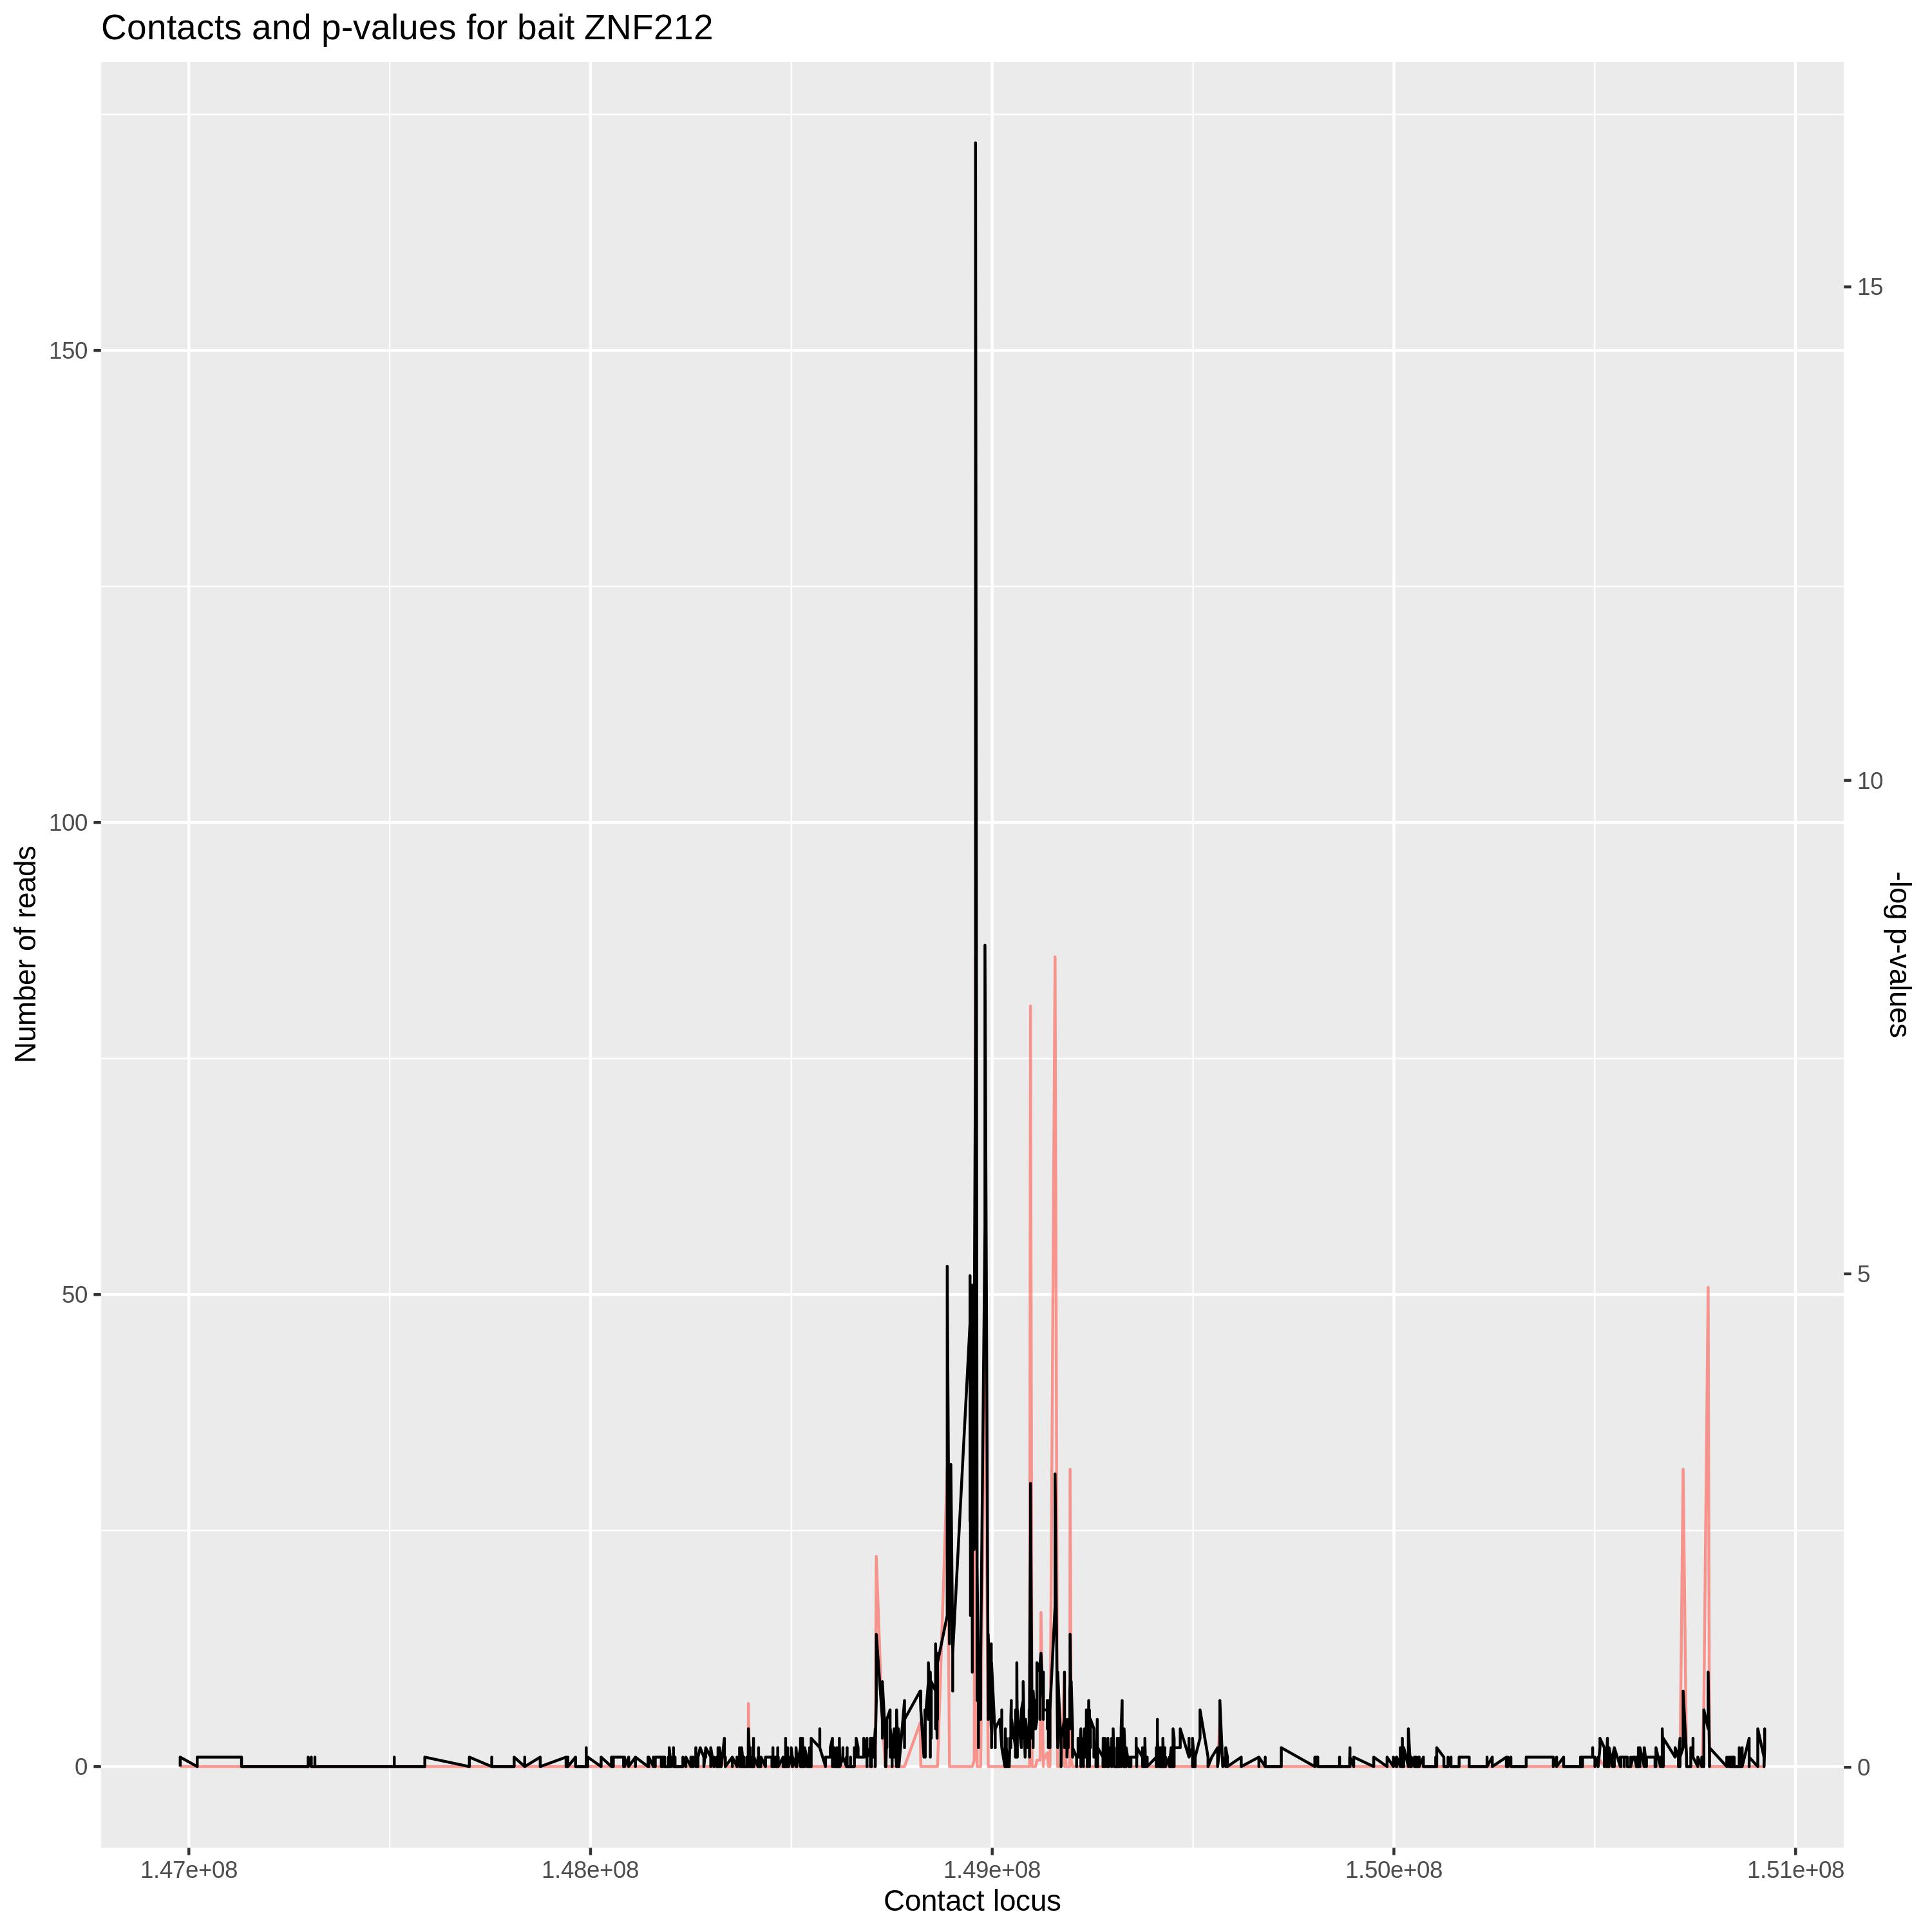 Contacts and p-values for bait ZNF212
150
100
50
0
Number of reads
15
10
5
0
-log p-values
1.47e+08 1.48e+08 1.49e+08 1.50e+08 1.51e+08
Contact locus